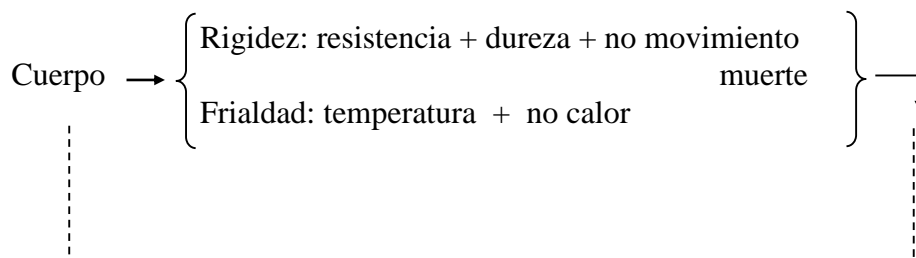 Rigidez: resistencia + dureza + no movimiento
Cuerpo
muerte
Frialdad: temperatura + no calor